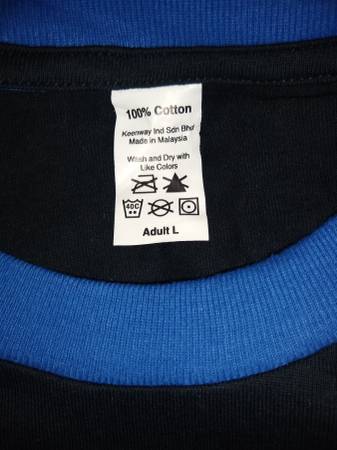 100% Cotton
Keenway Ind Sdn Bhd
Made in Malaysia
Wash and Dry with
Like Colors
40C
Adult L